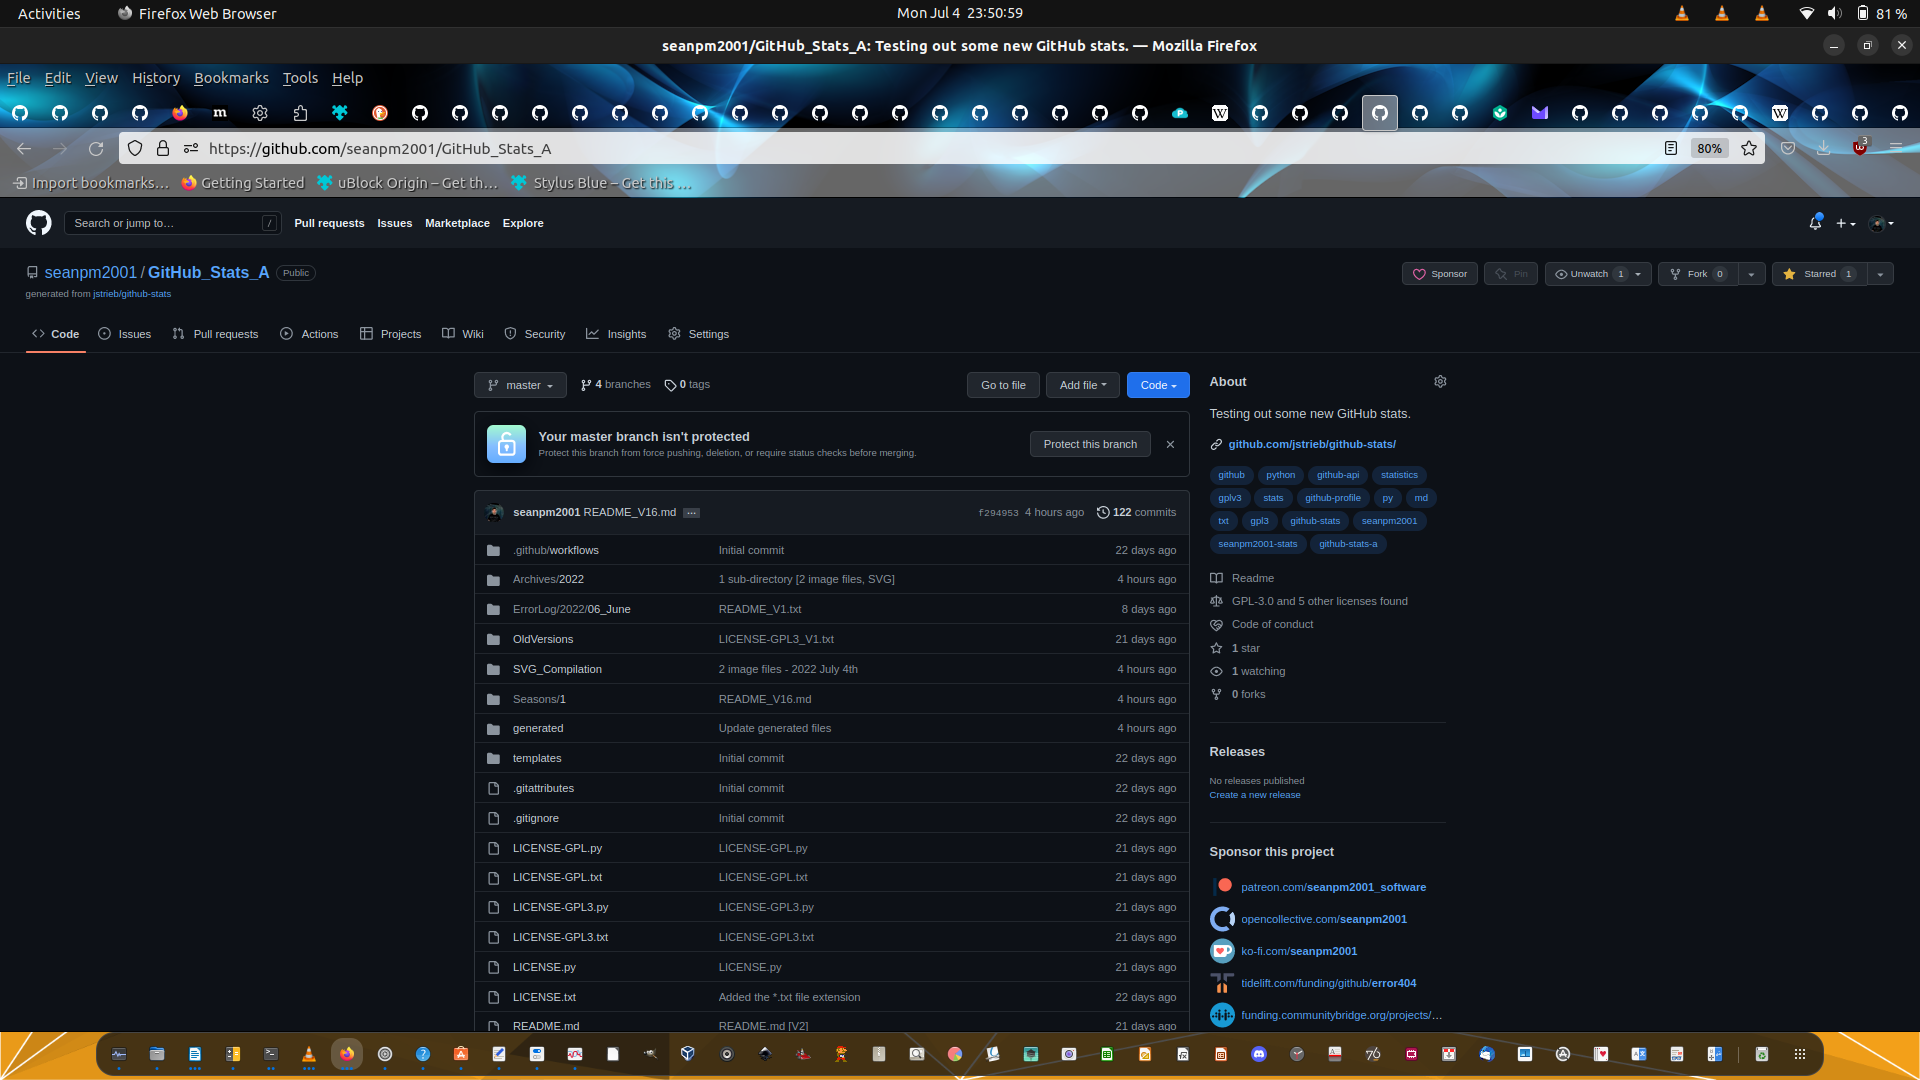 Activities
Firefox Web Browser
Mon Jul 4 23:50:59
81 %
seanpm2001/GitHub_Stats_A: Testing out some new GitHub stats. — Mozilla Firefox
File Edit View History Bookmarks Tools Help
https://github.com/seanpm2001/GitHub_Stats_A
80%
3
Import bookmarks…
Getting Started
uBlock Origin – Get th…
Stylus Blue – Get this …
Search or jump to…
/
Pull requests
Issues
Marketplace
Explore
seanpm2001 / GitHub_Stats_A
Public
Sponsor
Pin
Unwatch 1
Fork 0
Starred 1
generated from jstrieb/github-stats
Code
Issues
Pull requests
Actions
Projects
Wiki
Security
Insights
Settings
master
4 branches
0 tags
Go to file
Add file
Code
Your master branch isn't protected
Protect this branch from force pushing, deletion, or require status checks before merging.
Protect this branch
seanpm2001 README_V16.md …
f294953 4 hours ago
122 commits
.github/workflows Initial commit 22 days ago
Archives/2022 1 sub-directory [2 image files, SVG] 4 hours ago
ErrorLog/2022/06_June README_V1.txt 8 days ago
OldVersions LICENSE-GPL3_V1.txt 21 days ago
SVG_Compilation 2 image files - 2022 July 4th 4 hours ago
Seasons/1 README_V16.md 4 hours ago
generated Update generated files 4 hours ago
templates Initial commit 22 days ago
.gitattributes Initial commit 22 days ago
.gitignore Initial commit 22 days ago
LICENSE-GPL.py LICENSE-GPL.py 21 days ago
LICENSE-GPL.txt LICENSE-GPL.txt 21 days ago
LICENSE-GPL3.py LICENSE-GPL3.py 21 days ago
LICENSE-GPL3.txt LICENSE-GPL3.txt 21 days ago
LICENSE.py LICENSE.py 21 days ago
LICENSE.txt Added the *.txt file extension 22 days ago
README.md README.md [V2] 21 days ago
About
Testing out some new GitHub stats.
github.com/jstrieb/github-stats/
github python github-api statistics
gplv3 stats github-profile py md
txt gpl3 github-stats seanpm2001
seanpm2001-stats github-stats-a
Readme
GPL-3.0 and 5 other licenses found
Code of conduct
1 star
1 watching
0 forks
Releases
No releases published
Create a new release
Sponsor this project
patreon.com/seanpm2001_software
opencollective.com/seanpm2001
ko-fi.com/seanpm2001
tidelift.com/funding/github/error404
funding.communitybridge.org/projects/…